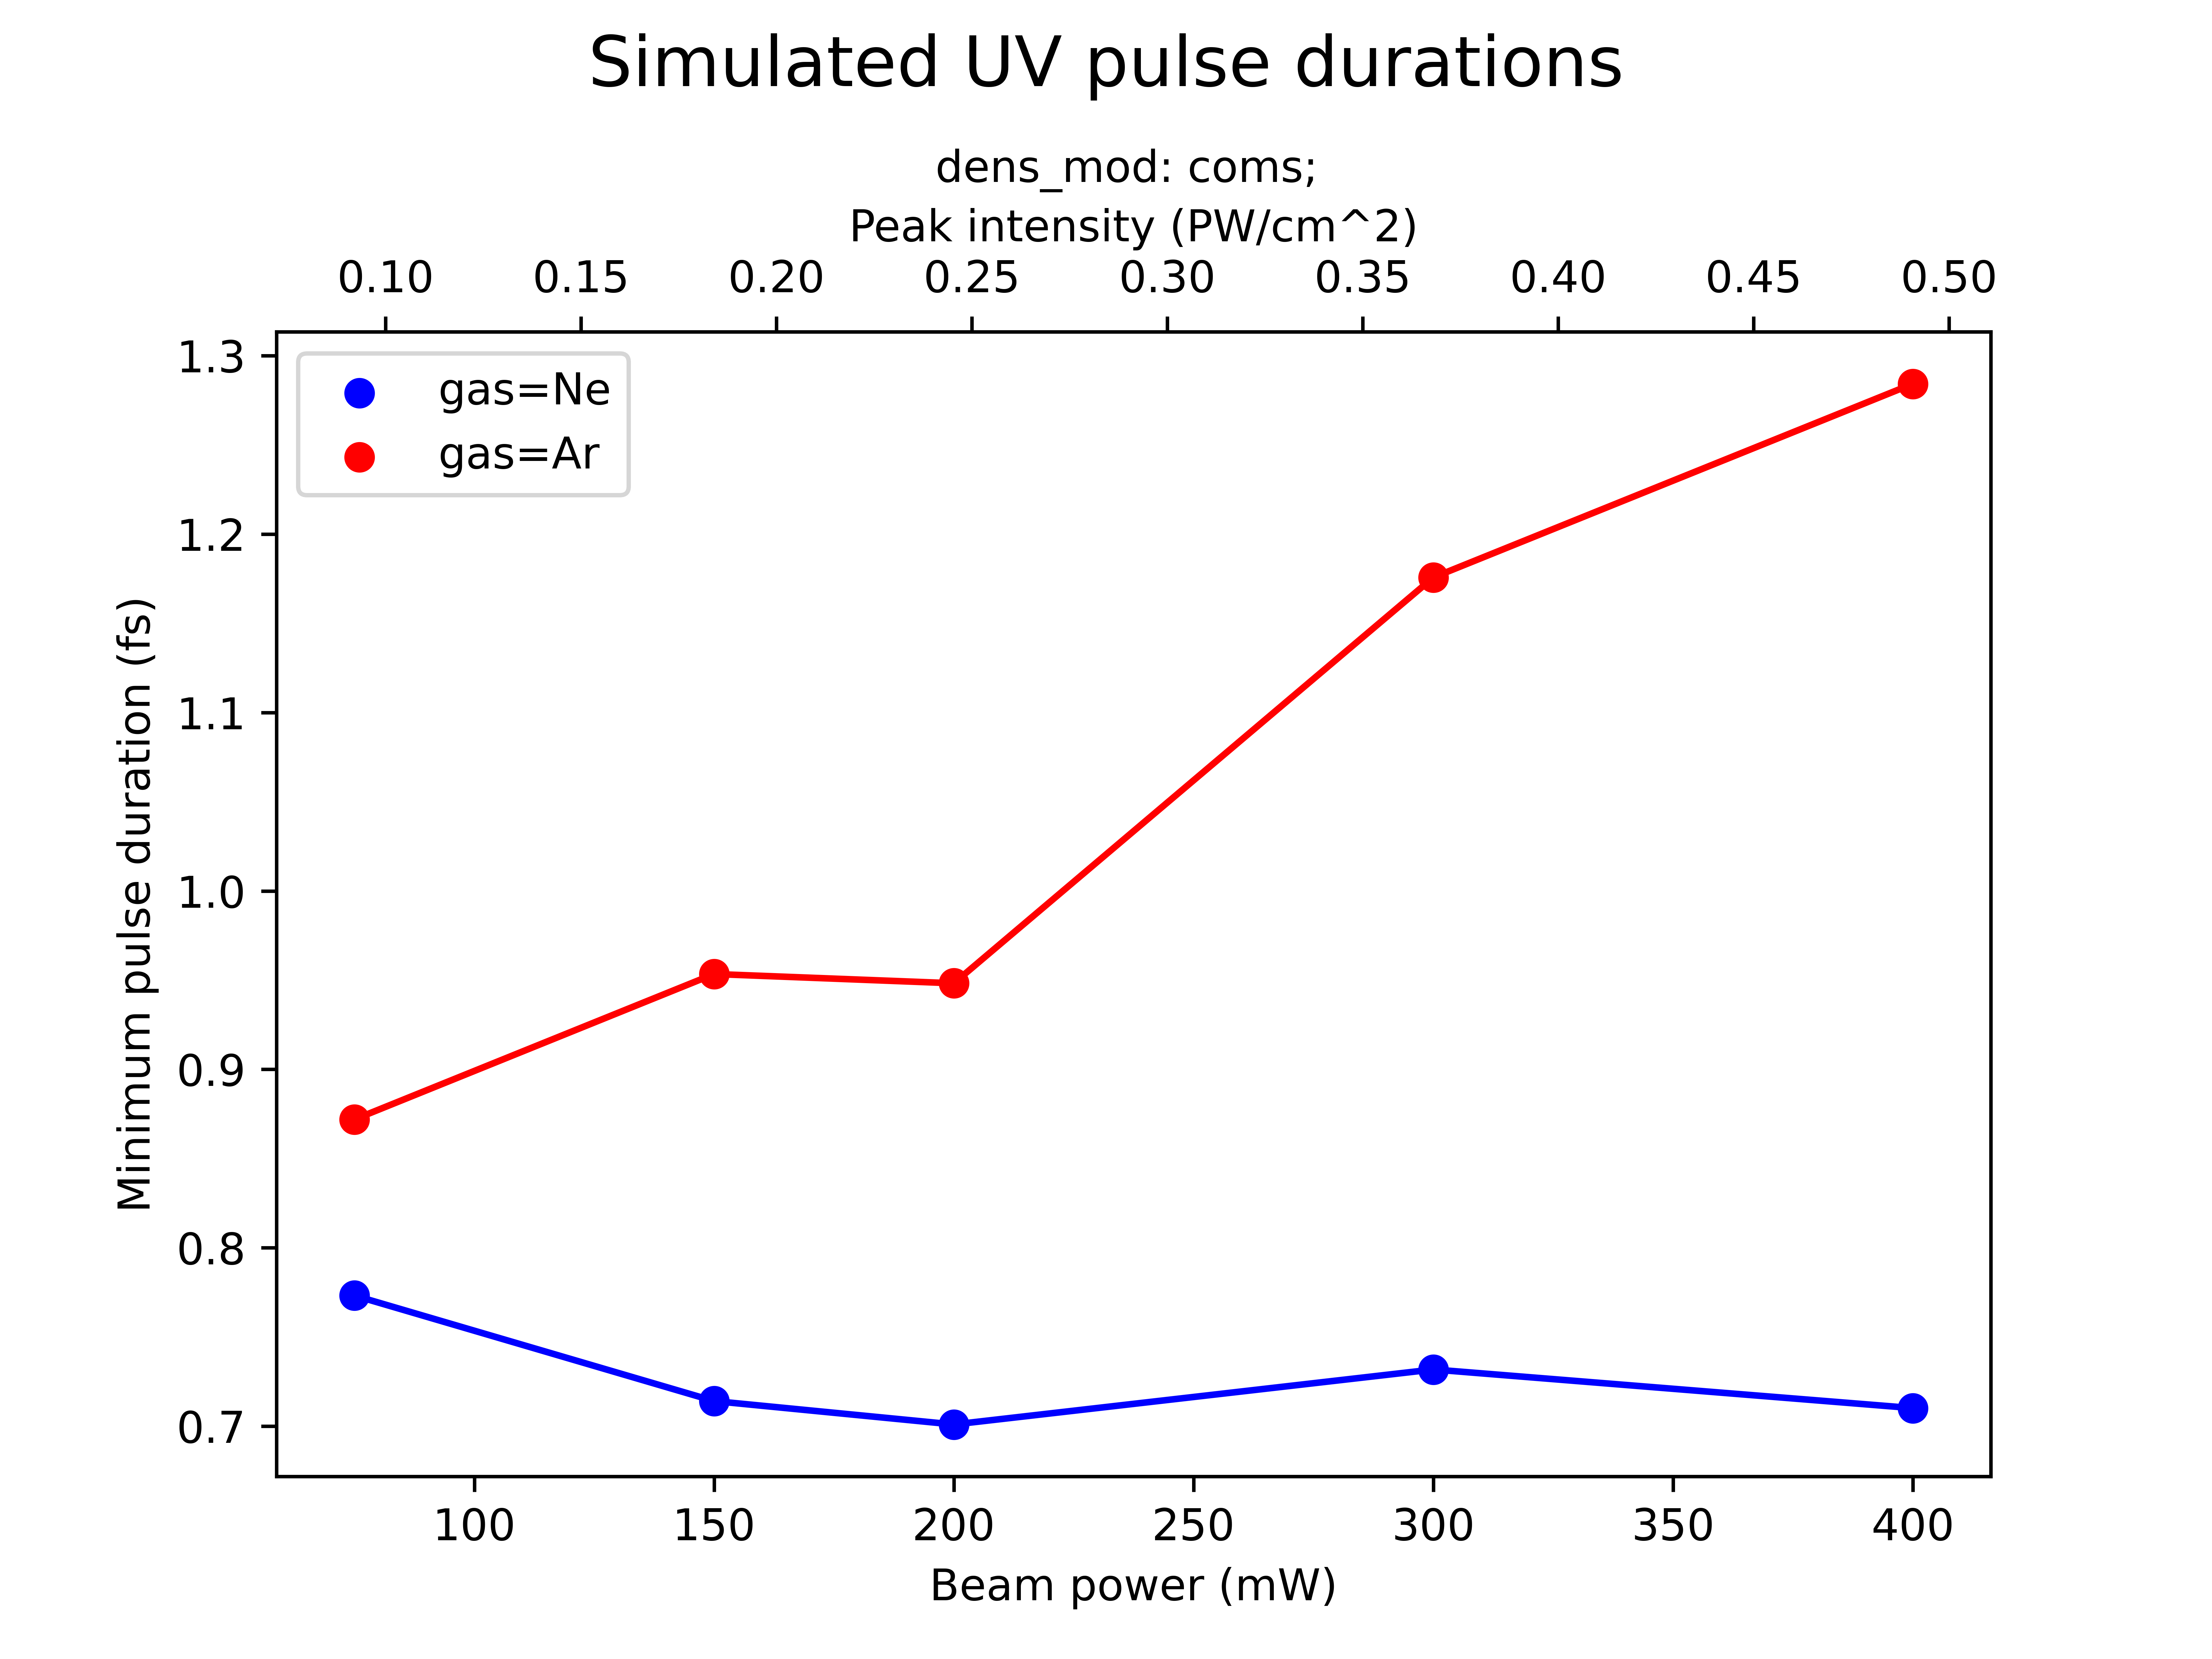 Simulated UV pulse durations
dens_mod: coms;
Peak intensity (PW/cm^2)
0.10 0.15 0.20 0.25 0.30 0.35 0.40 0.45 0.50
gas=Ne
gas=Ar
Minimum pulse duration (fs)
1.3
1.2
1.1
1.0
0.9
0.8
0.7
100 150 200 250 300 350 400
Beam power (mW)